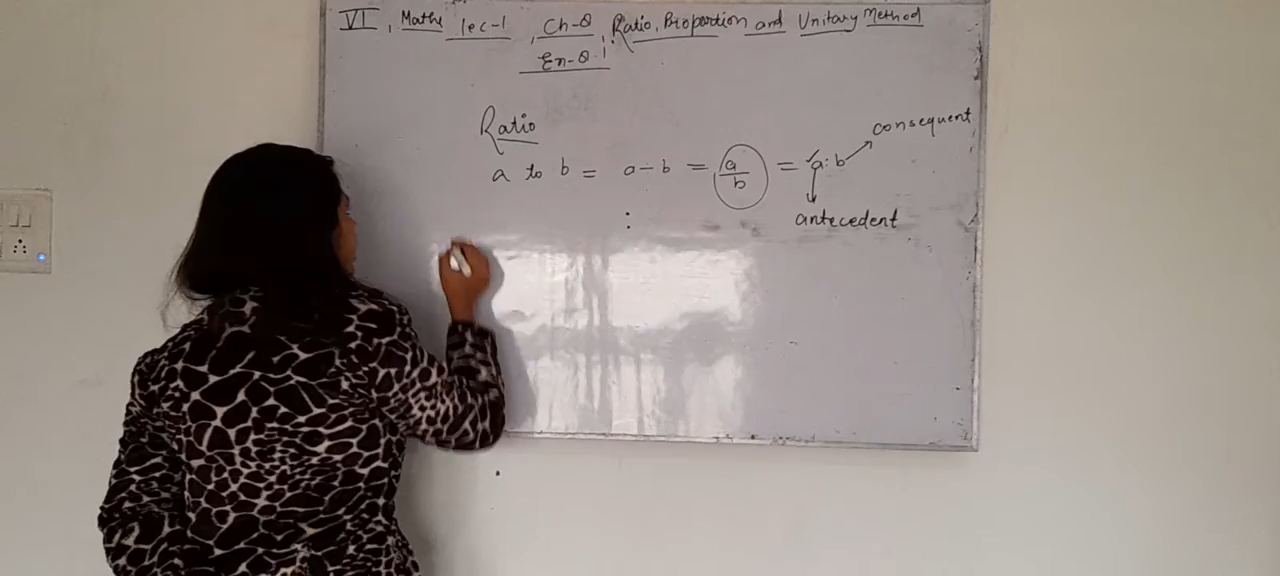 VI, Maths lec-1, Ch-8, Ratio, Proportion and Unitary Method
Ex-8.1
Ratio
a to b = a ÷ b = a/b = a:b
consequent
:
antecedent